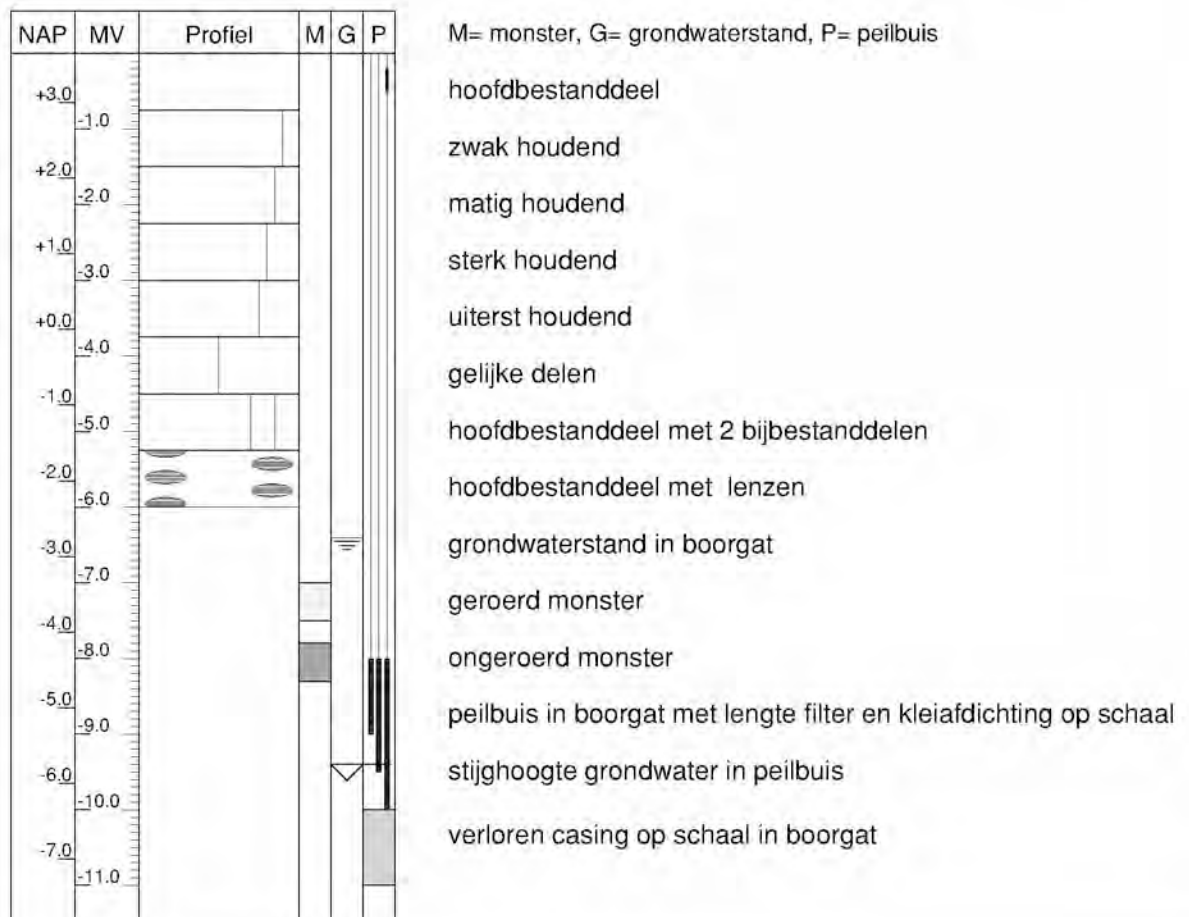 NAP MV Profiel M G P M= monster, G= grondwaterstand, P= peilbuis
hoofdbestanddeel
+3.0
-1.0
zwak houdend
+2.0
-2.0
matig houdend
+1.0
sterk houdend
-3.0
+0.0
uiterst houdend
-4.0
gelijke delen
-1.0
-5.0
hoofdbestanddeel met 2 bijbestanddelen
-2.0
hoofdbestanddeel met lenzen
-6.0
grondwaterstand in boorgat
-3.0
-7.0
geroerd monster
-4.0
-8.0
ongeroerd monster
-5.0
peilbuis in boorgat met lengte filter en kleiafdichting op schaal
-9.0
stijghoogte grondwater in peilbuis
-6.0
-10.0
verloren casing op schaal in boorgat
-7.0
-11.0